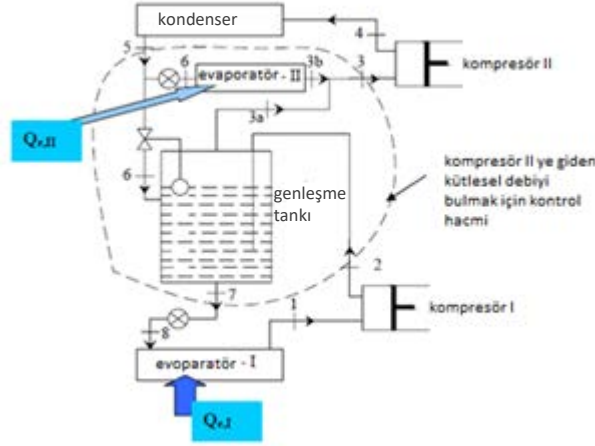 kondenser
4
kompresör II
5
6
evaporatör - II
3b
3
3a
Qe,II
6
genleşme
tankı
kompresör II ye giden
kütlesel debiyi
bulmak için kontrol
hacmi
2
7
1
kompresör I
8
evoparatör - I
Qe,I